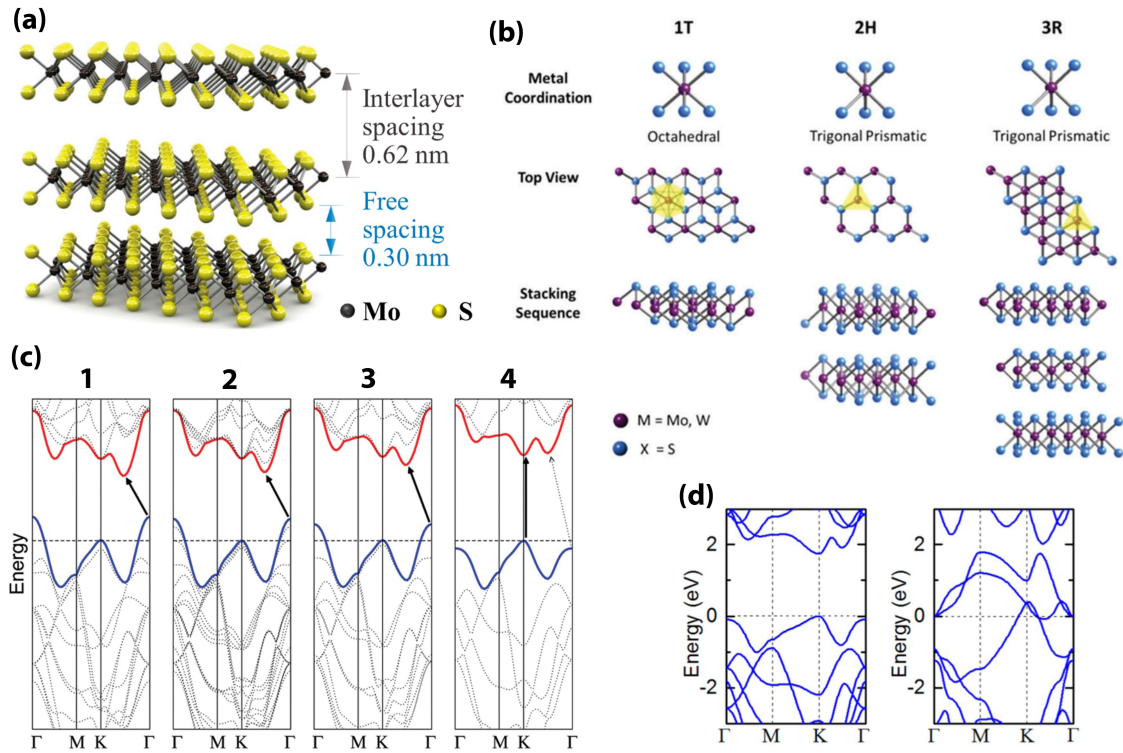 (a)
Interlayer
spacing
0.62 nm
Free
spacing
0.30 nm
Mo
S
(b)
1T
2H
3R
Metal
Coordination
Octahedral
Trigonal Prismatic
Trigonal Prismatic
Top View
Stacking
Sequence
M = Mo, W
X = S
(c)
1
2
3
4
Energy
Γ M K Γ
Γ M K Γ
Γ M K Γ
Γ M K Γ
(d)
Energy (eV)
2
0
-2
Γ M K Γ
Energy (eV)
2
0
-2
Γ M K Γ